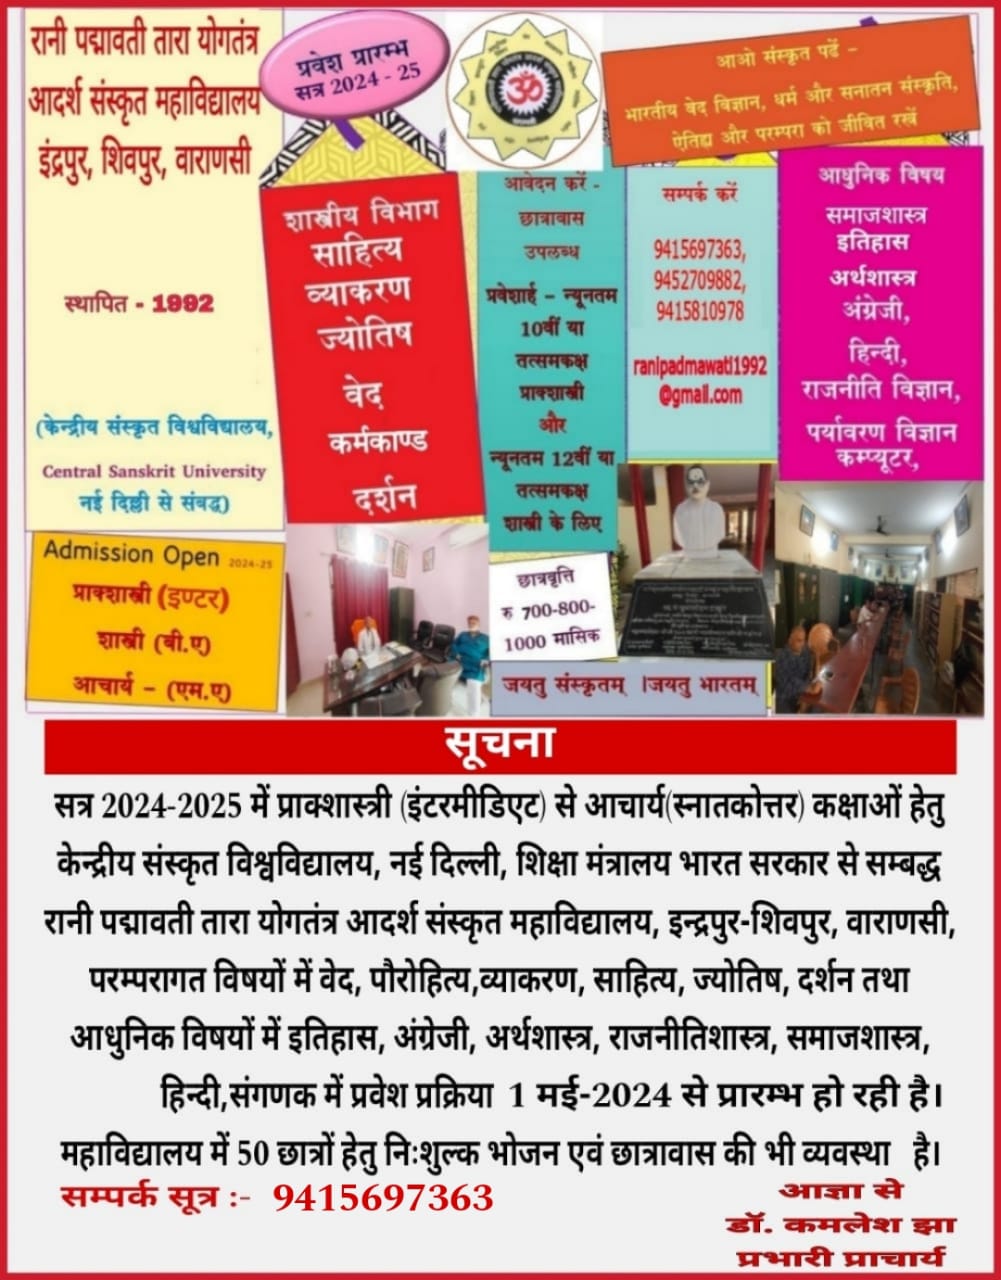 रानी पद्मावती तारा योगतंत्र
आदर्श संस्कृत महाविद्यालय
इंद्रपुर, शिवपुर, वाराणसी
स्थापित - 1992
(केन्द्रीय संस्कृत विश्वविद्यालय,
Central Sanskrit University
नई दिल्ली से संबद्ध)
Admission Open 2024-25
प्राक्शास्त्री (इण्टर)
शास्त्री (बी.ए)
आचार्य - (एम.ए)
प्रवेश प्रारम्भ
सत्र 2024 - 25
ॐ
आओ संस्कृत पढें -
भारतीय वेद विज्ञान, धर्म और सनातन संस्कृति,
ऐतिह्य और परम्परा को जीवित रखें
शास्त्रीय विभाग
साहित्य
व्याकरण
ज्योतिष
वेद
कर्मकाण्ड
दर्शन
आवेदन करें -
छात्रावास
उपलब्ध
प्रवेशार्ह - न्यूनतम
10वीं या
तत्समकक्ष
प्राक्शास्त्री
और
न्यूनतम 12वीं या
तत्समकक्ष
शास्त्री के लिए
छात्रवृत्ति
रु 700-800-
1000 मासिक
सम्पर्क करें
9415697363,
9452709882,
9415810978
ranipadmawati1992
@gmail.com
आधुनिक विषय
समाजशास्त्र
इतिहास
अर्थशास्त्र
अंग्रेजी,
हिन्दी,
राजनीति विज्ञान,
पर्यावरण विज्ञान
कम्प्यूटर,
जयतु संस्कृतम् ।जयतु भारतम्
सूचना
सत्र 2024-2025 में प्राक्शास्त्री (इंटरमीडिएट) से आचार्य(स्नातकोत्तर) कक्षाओं हेतु
केन्द्रीय संस्कृत विश्वविद्यालय, नई दिल्ली, शिक्षा मंत्रालय भारत सरकार से सम्बद्ध
रानी पद्मावती तारा योगतंत्र आदर्श संस्कृत महाविद्यालय, इन्द्रपुर-शिवपुर, वाराणसी,
परम्परागत विषयों में वेद, पौरोहित्य,व्याकरण, साहित्य, ज्योतिष, दर्शन तथा
आधुनिक विषयों में इतिहास, अंग्रेजी, अर्थशास्त्र, राजनीतिशास्त्र, समाजशास्त्र,
हिन्दी,संगणक में प्रवेश प्रक्रिया 1 मई-2024 से प्रारम्भ हो रही है।
महाविद्यालय में 50 छात्रों हेतु निःशुल्क भोजन एवं छात्रावास की भी व्यवस्था है।
सम्पर्क सूत्र :- 9415697363
आज्ञा से
डॉ. कमलेश झा
प्रभारी प्राचार्य